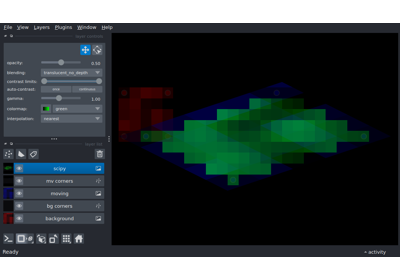 File View Layers Plugins Window Help
opacity: 0.50
blending: translucent_no_depth
contrast limits:
auto-contrast: once continuous
gamma: 1.00
colormap: green
interpolation: nearest
scipy
mv corners
moving
bg corners
background
Ready
activity